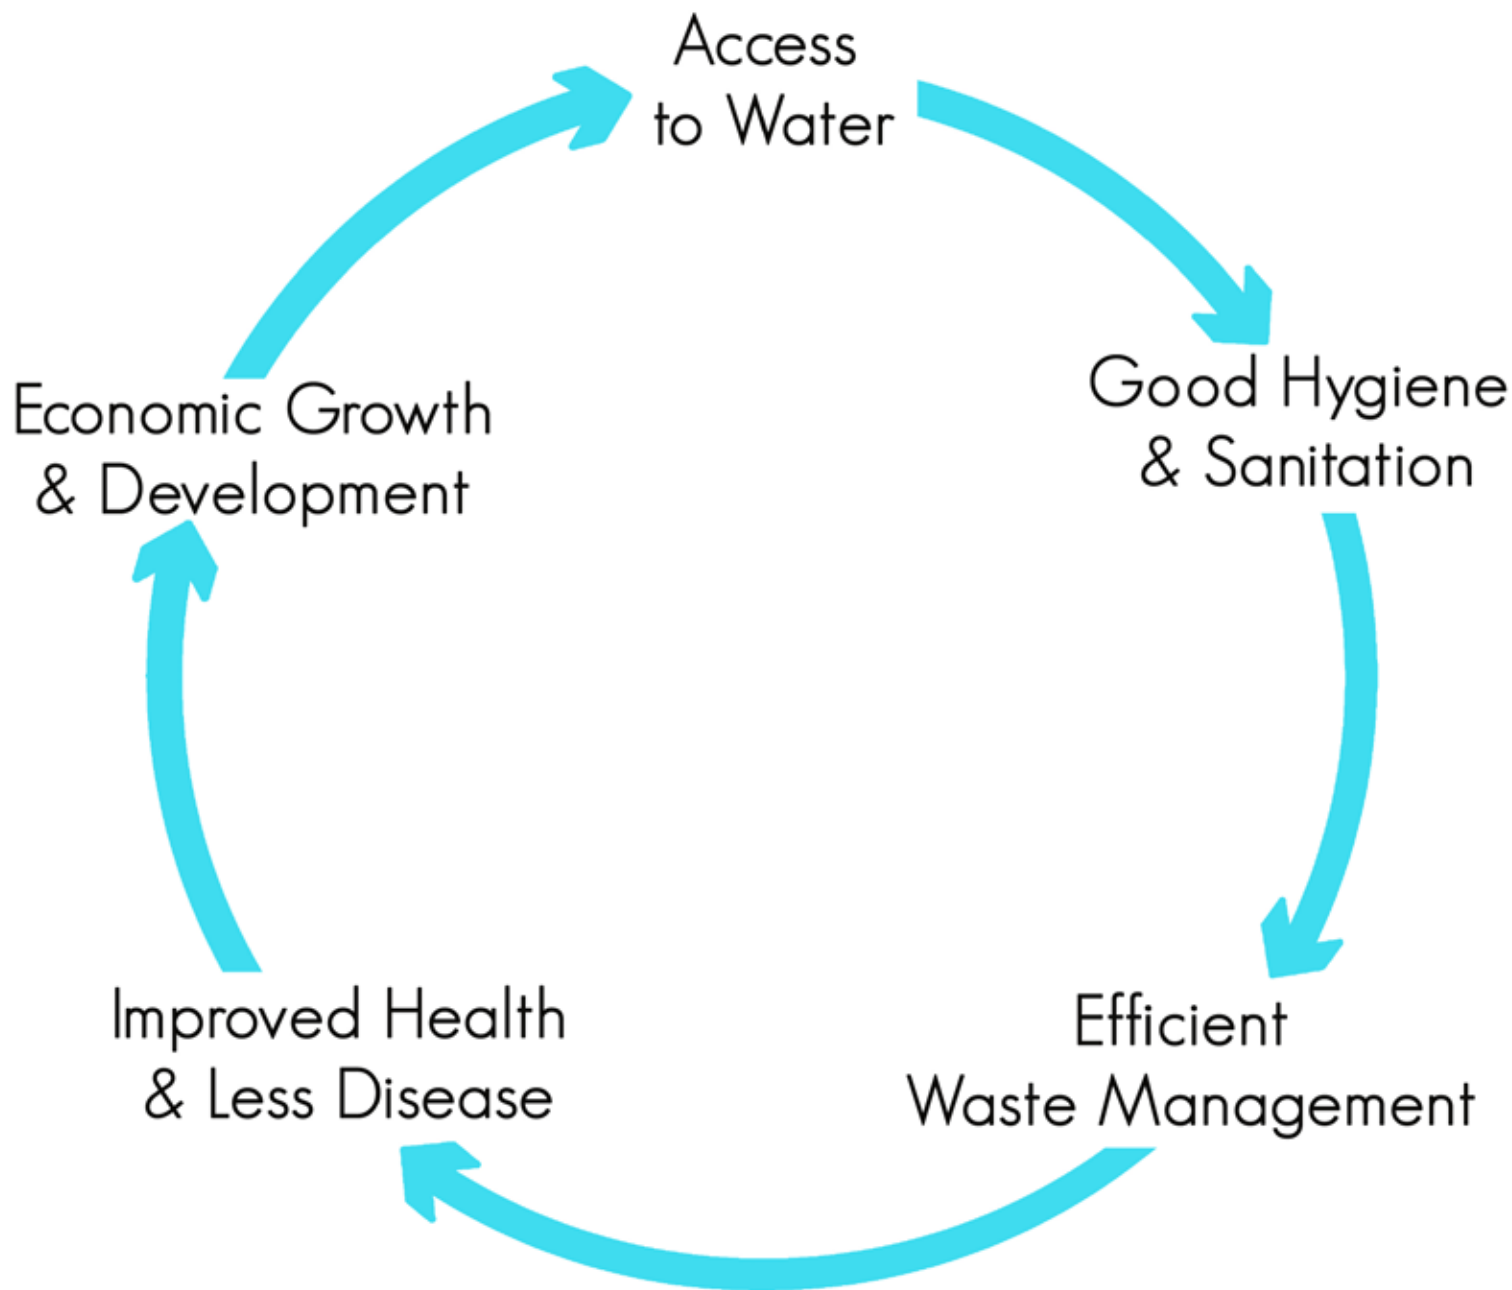 Access
to Water
Good Hygiene
& Sanitation
Efficient
Waste Management
Improved Health
& Less Disease
Economic Growth
& Development